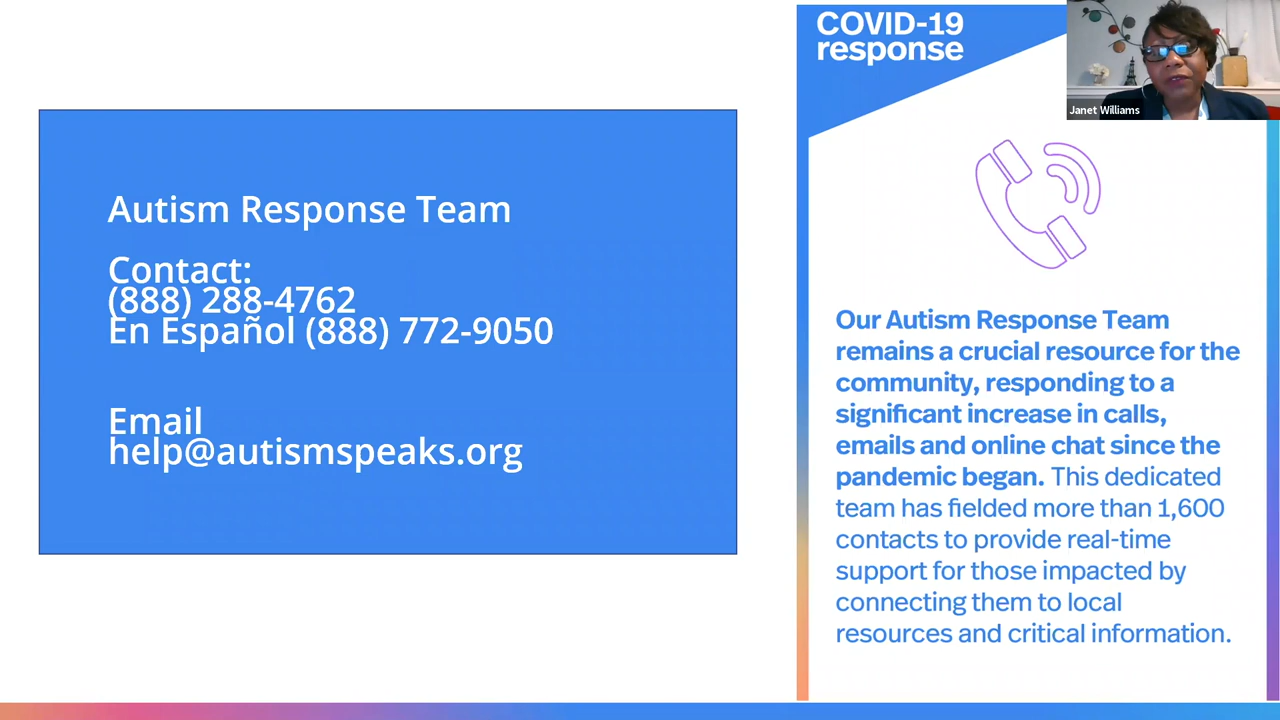 Autism Response Team
Contact:
(888) 288-4762
En Español (888) 772-9050
Email
help@autismspeaks.org
COVID-19
response
Janet Williams
Our Autism Response Team
remains a crucial resource for the
community, responding to a
significant increase in calls,
emails and online chat since the
pandemic began. This dedicated
team has fielded more than 1,600
contacts to provide real-time
support for those impacted by
connecting them to local
resources and critical information.